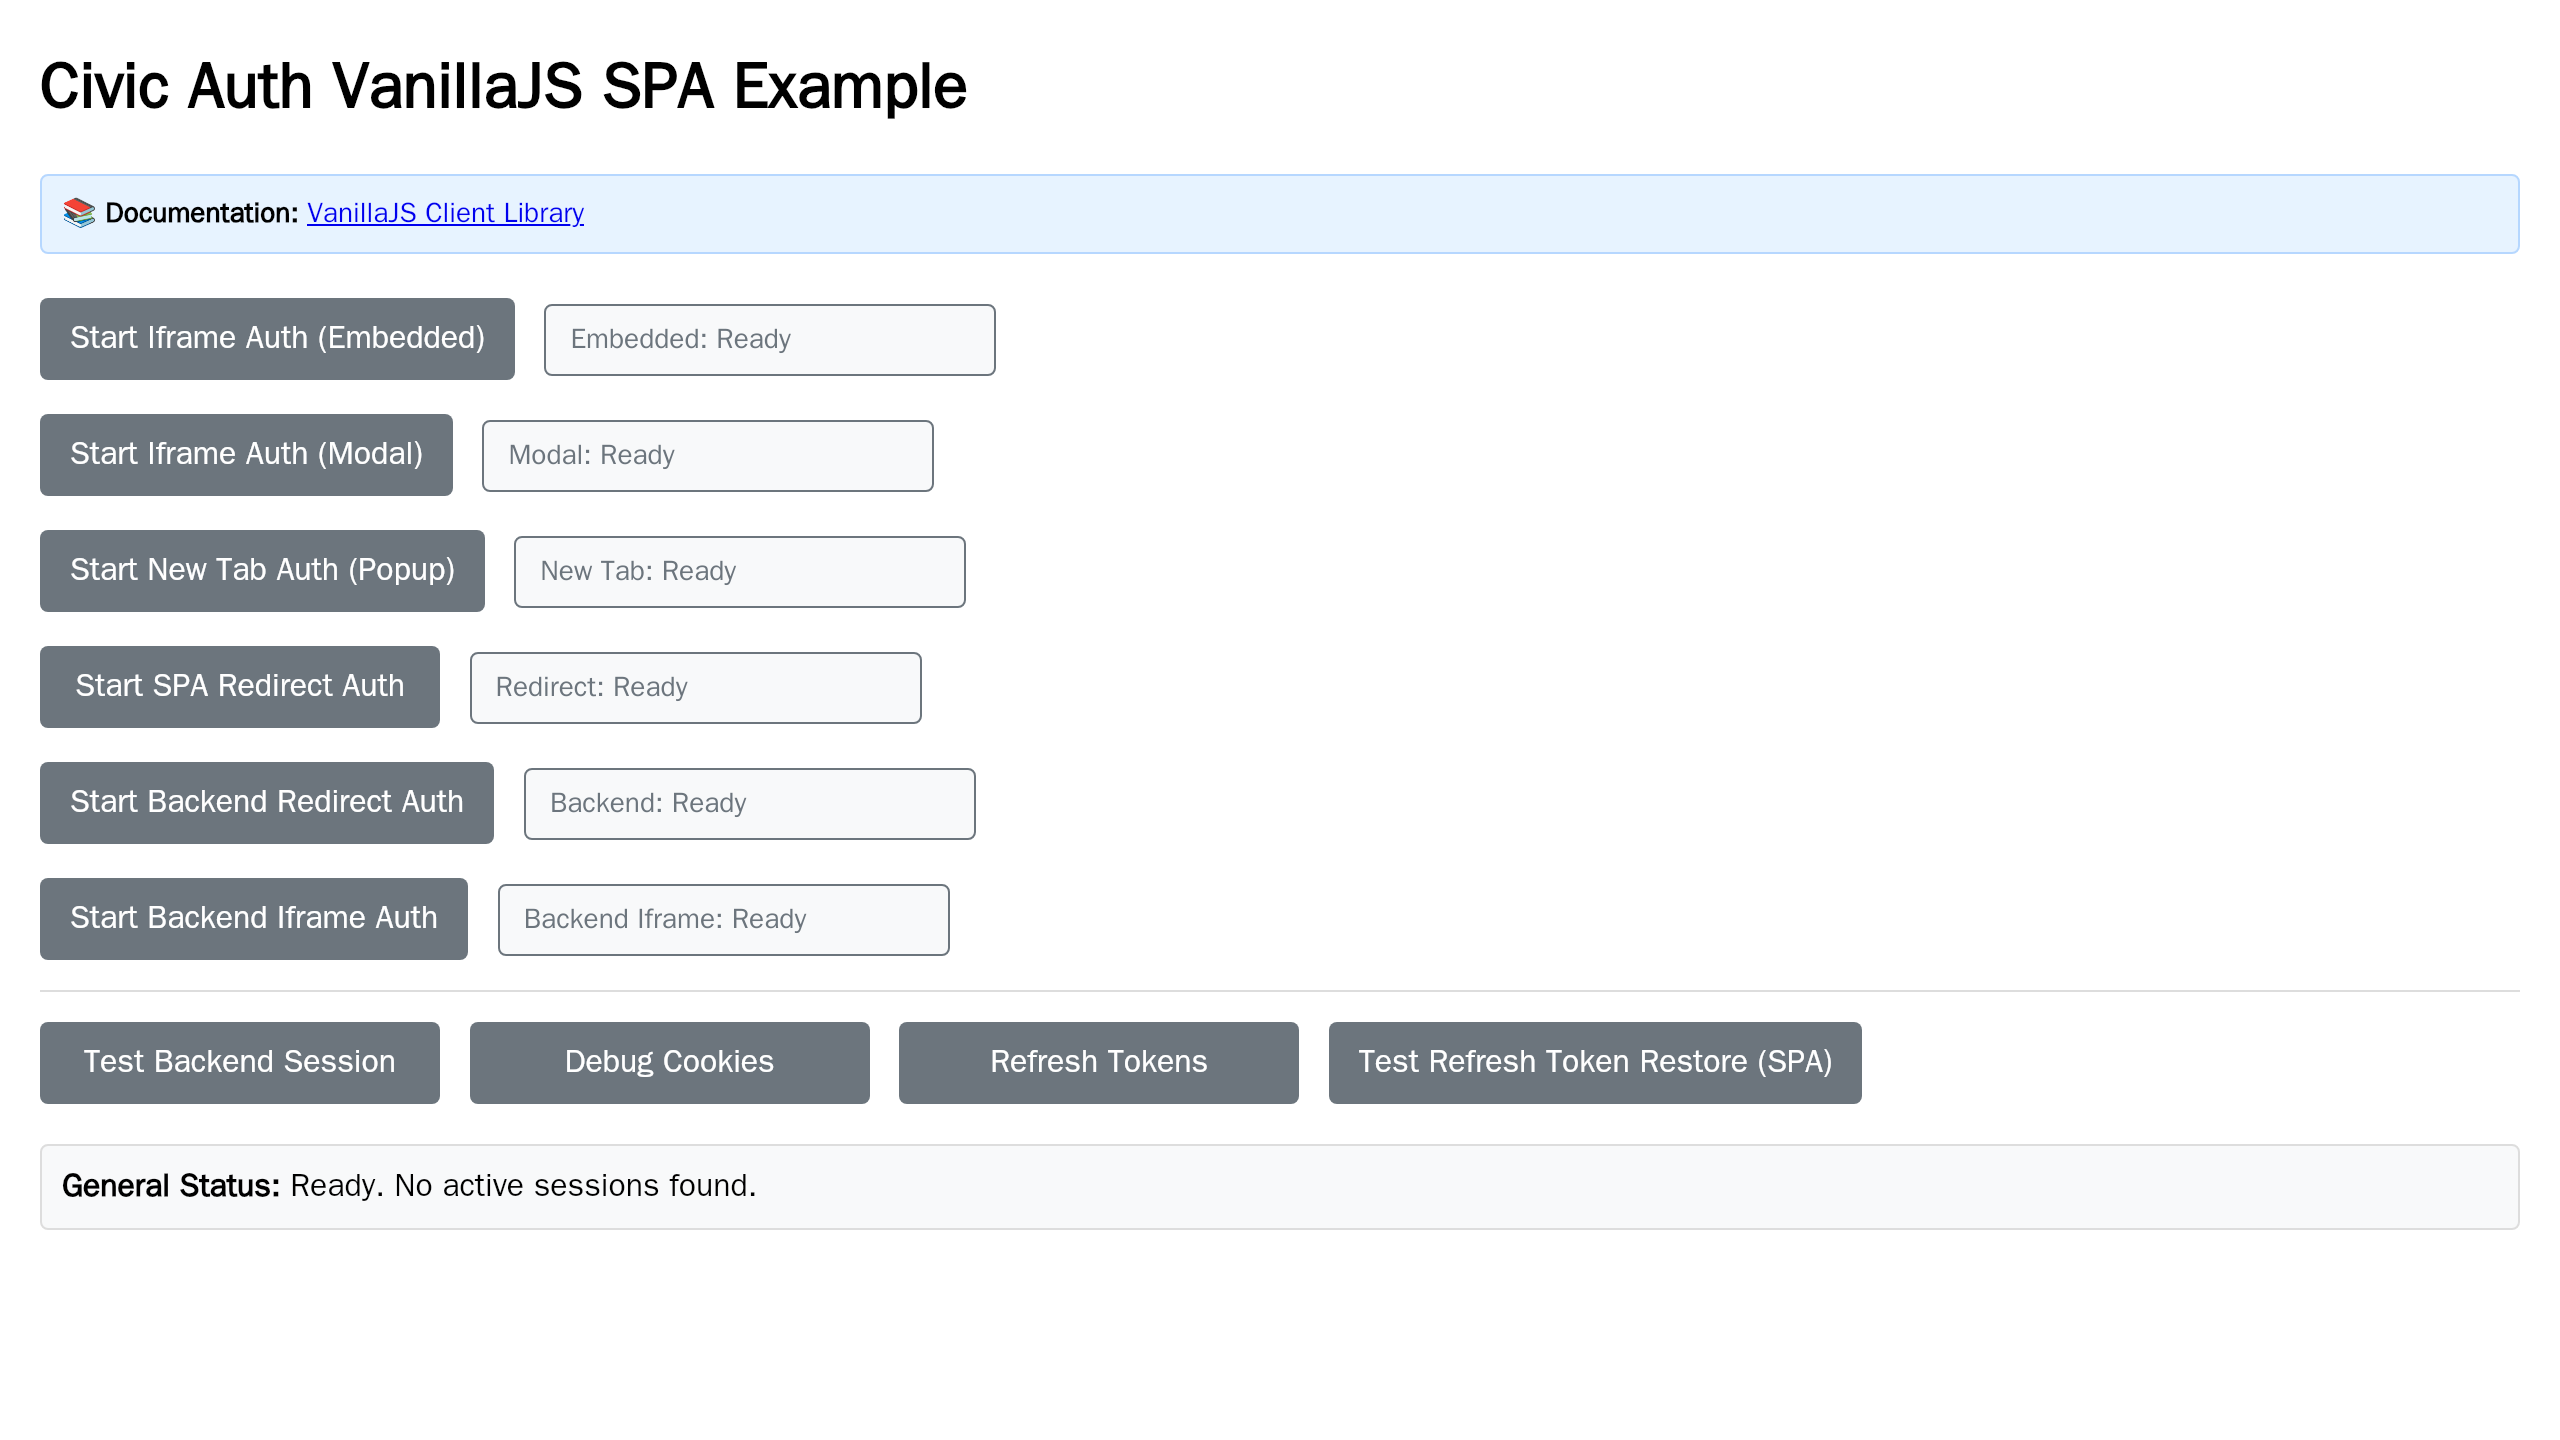 Civic Auth VanillaJS SPA Example
📚 Documentation: VanillaJS Client Library
Start Iframe Auth (Embedded) Embedded: Ready
Start Iframe Auth (Modal) Modal: Ready
Start New Tab Auth (Popup) New Tab: Ready
Start SPA Redirect Auth Redirect: Ready
Start Backend Redirect Auth Backend: Ready
Start Backend Iframe Auth Backend Iframe: Ready
Test Backend Session Debug Cookies Refresh Tokens Test Refresh Token Restore (SPA)
General Status: Ready. No active sessions found.